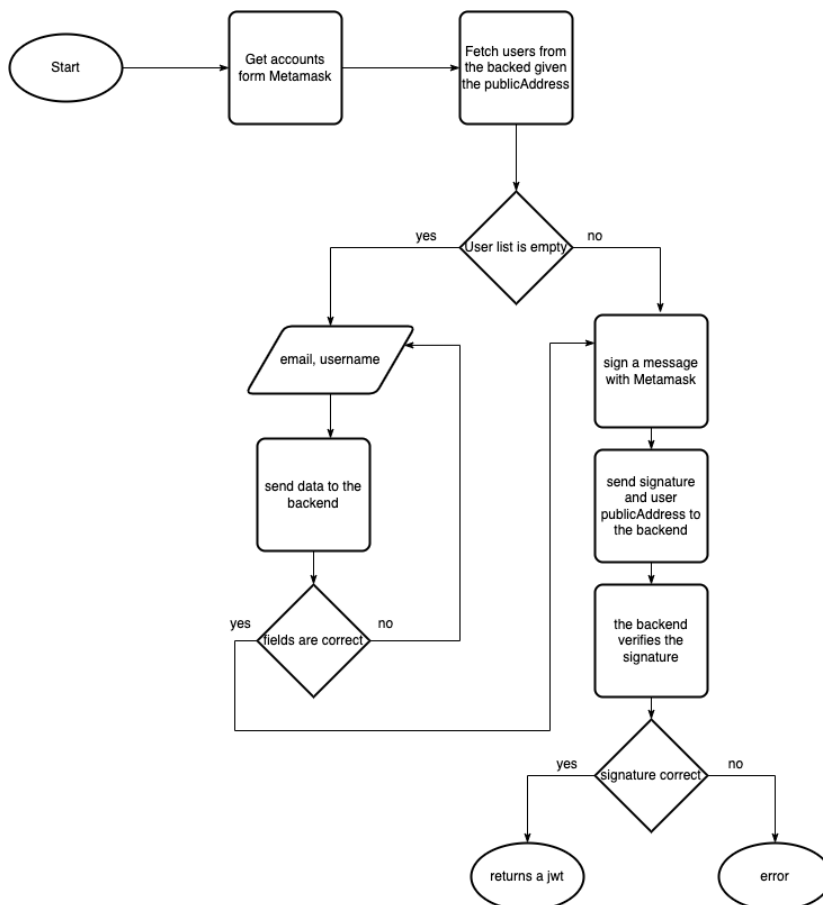 Start
Get accounts
form Metamask
Fetch users from
the backed given
the publicAddress
User list is empty
yes
no
email, username
send data to the
backend
fields are correct
yes
no
sign a message
with Metamask
send signature
and user
publicAddress to
the backend
the backend
verifies the
signature
signature correct
yes
no
returns a jwt
error